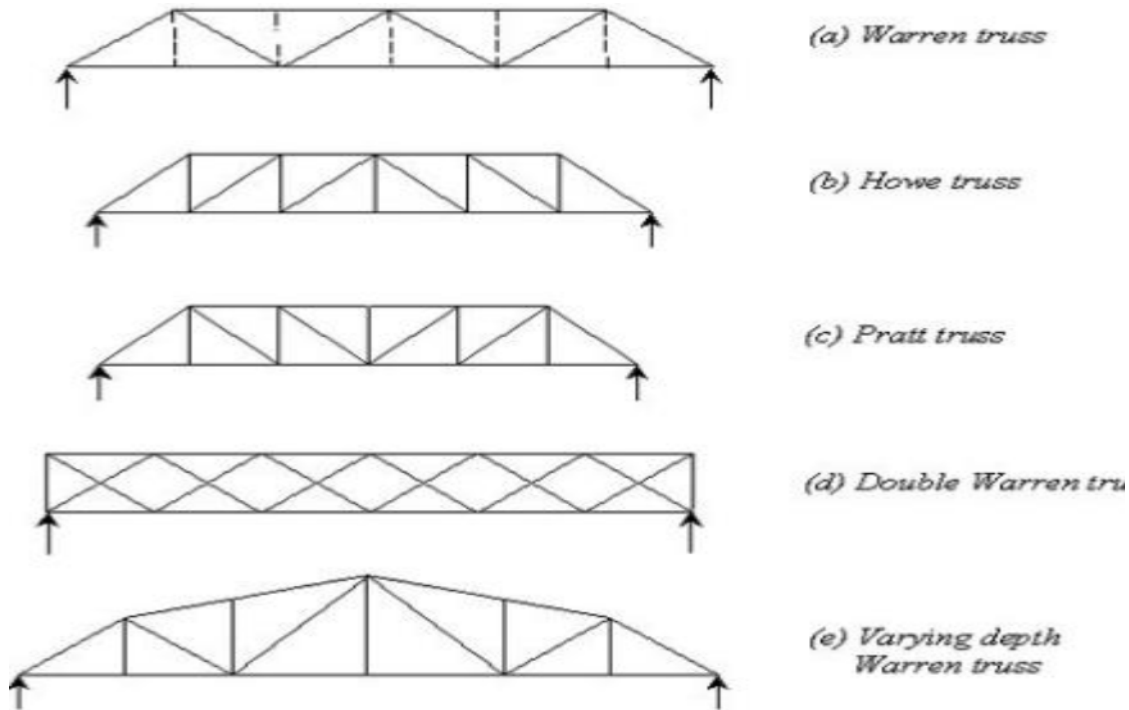 (a) Warren truss
(b) Howe truss
(c) Pratt truss
(d) Double Warren tru
(e) Varying depth
Warren truss